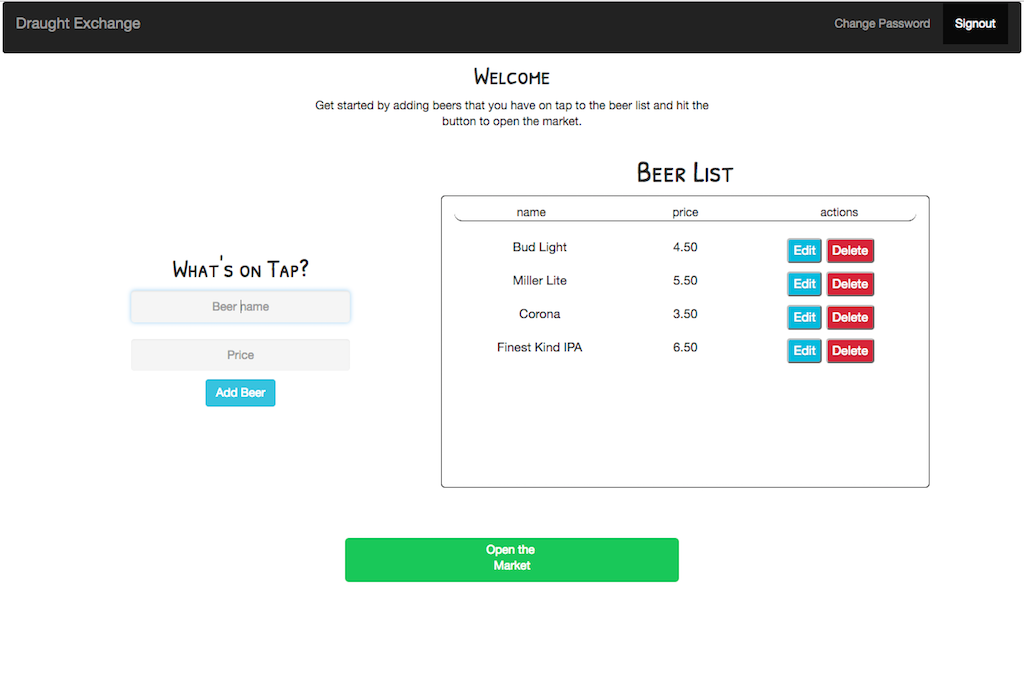 Draught Exchange
Change Password
Signout
Welcome
Get started by adding beers that you have on tap to the beer list and hit the
button to open the market.
Beer List
name price actions
Bud Light 4.50 Edit Delete
Miller Lite 5.50 Edit Delete
Corona 3.50 Edit Delete
Finest Kind IPA 6.50 Edit Delete
What's on Tap?
Beer name
Price
Add Beer
Open the
Market